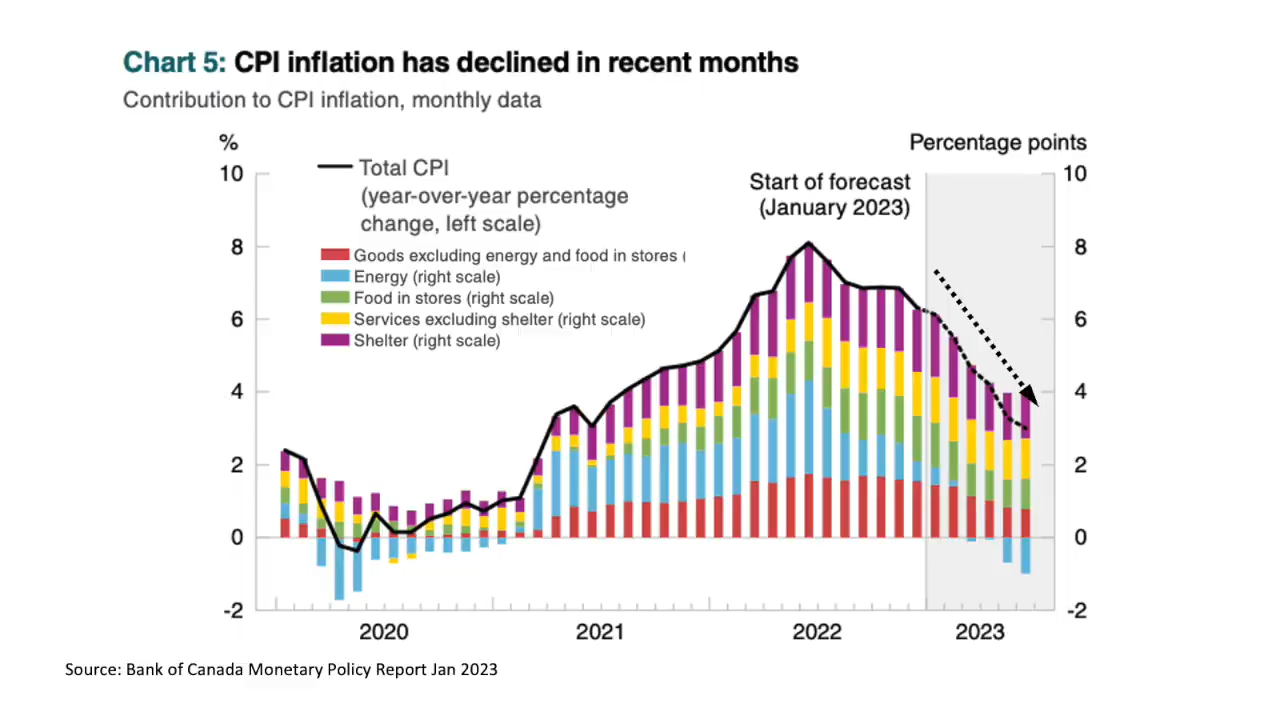 Chart 5: CPI inflation has declined in recent months
Contribution to CPI inflation, monthly data
%
Percentage points
Total CPI
(year-over-year percentage
change, left scale)
Goods excluding energy and food in stores (
Energy (right scale)
Food in stores (right scale)
Services excluding shelter (right scale)
Shelter (right scale)
Start of forecast
(January 2023)
10
8
6
4
2
0
-2
10
8
6
4
2
0
-2
2020
2021
2022
2023
Source: Bank of Canada Monetary Policy Report Jan 2023